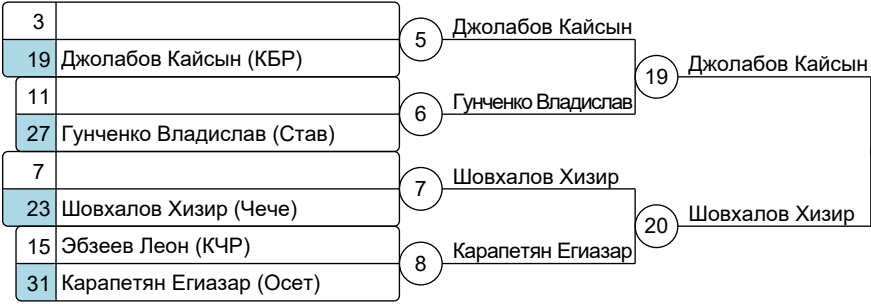 3
19 Джолабов Кайсын (КБР)
5
Джолабов Кайсын
11
27 Гунченко Владислав (Став)
6
Гунченко Владислав
19
Джолабов Кайсын
7
23 Шовхалов Хизир (Чече)
7
Шовхалов Хизир
15 Эбзеев Леон (КЧР)
31 Карапетян Егиазар (Осет)
8
Карапетян Егиазар
20
Шовхалов Хизир